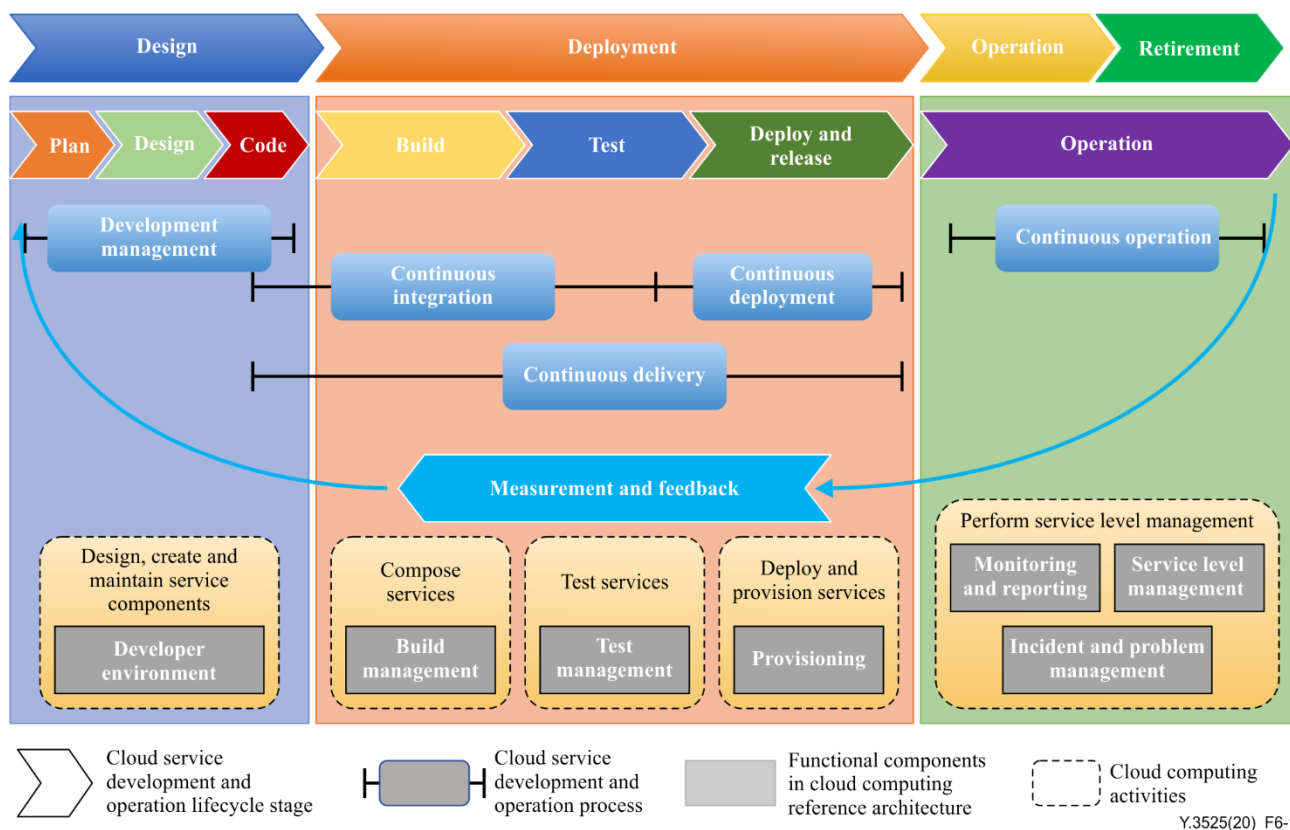 Design
Deployment
Operation
Retirement
Plan
Design
Code
Build
Test
Deploy and
release
Operation
Development
management
Continuous operation
Continuous
integration
Continuous
deployment
Continuous delivery
Measurement and feedback
Design, create and
maintain service
components
Developer
environment
Compose
services
Build
management
Test services
Test
management
Deploy and
provision services
Provisioning
Perform service level management
Monitoring
and reporting
Service level
management
Incident and problem
management
Cloud service
development and
operation lifecycle stage
Cloud service
development and
operation process
Functional components
in cloud computing
reference architecture
Cloud computing
activities
Y.3525(20) F6-